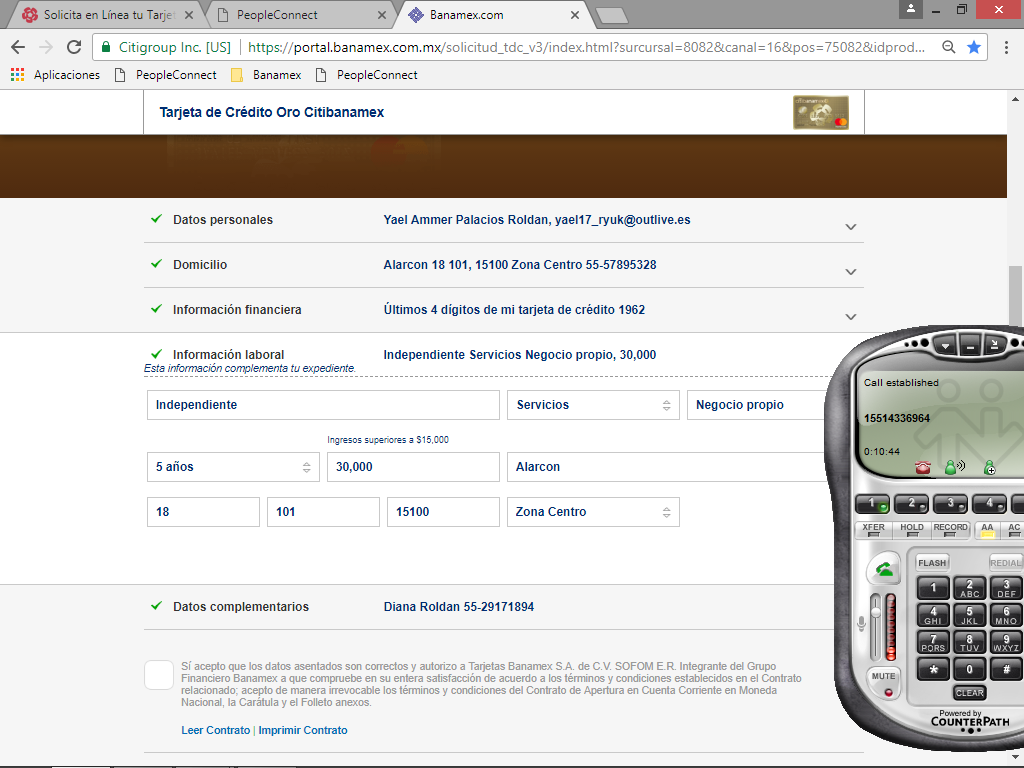 Solicita en Línea tu Tarjet
PeopleConnect
Banamex.com
Citigroup Inc. [US]
https://portal.banamex.com.mx/solicitud_tdc_v3/index.html?surcursal=8082&canal=16&pos=75082&idprod...
Aplicaciones
PeopleConnect
Banamex
PeopleConnect
Tarjeta de Crédito Oro Citibanamex
Datos personales
Yael Ammer Palacios Roldan, yael17_ryuk@outlive.es
Domicilio
Alarcon 18 101, 15100 Zona Centro 55-57895328
Información financiera
Últimos 4 dígitos de mi tarjeta de crédito 1962
Información laboral
Independiente Servicios Negocio propio, 30,000
Esta información complementa tu expediente.
Independiente
Servicios
Negocio propio
Ingresos superiores a $15,000
5 años
30,000
Alarcon
18
101
15100
Zona Centro
Datos complementarios
Diana Roldan 55-29171894
Sí acepto que los datos asentados son correctos y autorizo a Tarjetas Banamex S.A. de C.V. SOFOM E.R. Integrante del Grupo
Financiero Banamex a que compruebe en su entera satisfacción de acuerdo a los términos y condiciones establecidos en el Contrato
relacionado; acepto de manera irrevocable los términos y condiciones del Contrato de Apertura en Cuenta Corriente en Moneda
Nacional, la Carátula y el Folleto anexos.
Leer Contrato | Imprimir Contrato
Call established
15514336964
0:10:44
1 2 3 4
XFER HOLD RECORD AA AC
FLASH REDIAL
1 2 ABC 3 DEF
4 GHI 5 JKL 6 MNO
7 PQRS 8 TUV 9 WXYZ
* 0 #
MUTE
CLEAR
Powered by
COUNTERPATH